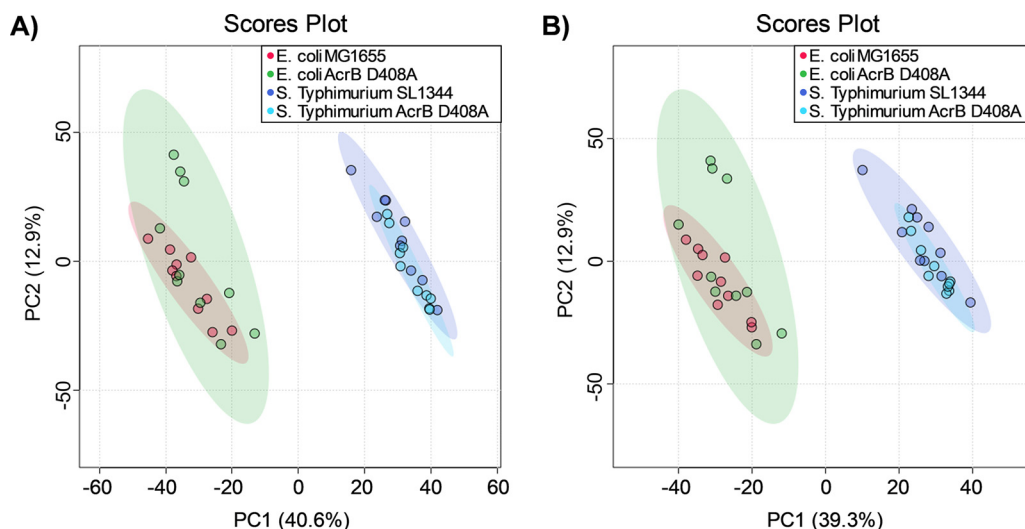 A)
Scores Plot
E. coli MG1655
E. coli AcrB D408A
S. Typhimurium SL1344
S. Typhimurium AcrB D408A
50
0
-50
PC2 (12.9%)
-60 -40 -20 0 20 40 60
PC1 (40.6%)
B)
Scores Plot
E. coli MG1655
E. coli AcrB D408A
S. Typhimurium SL1344
S. Typhimurium AcrB D408A
50
0
-50
PC2 (12.9%)
-40 -20 0 20 40
PC1 (39.3%)